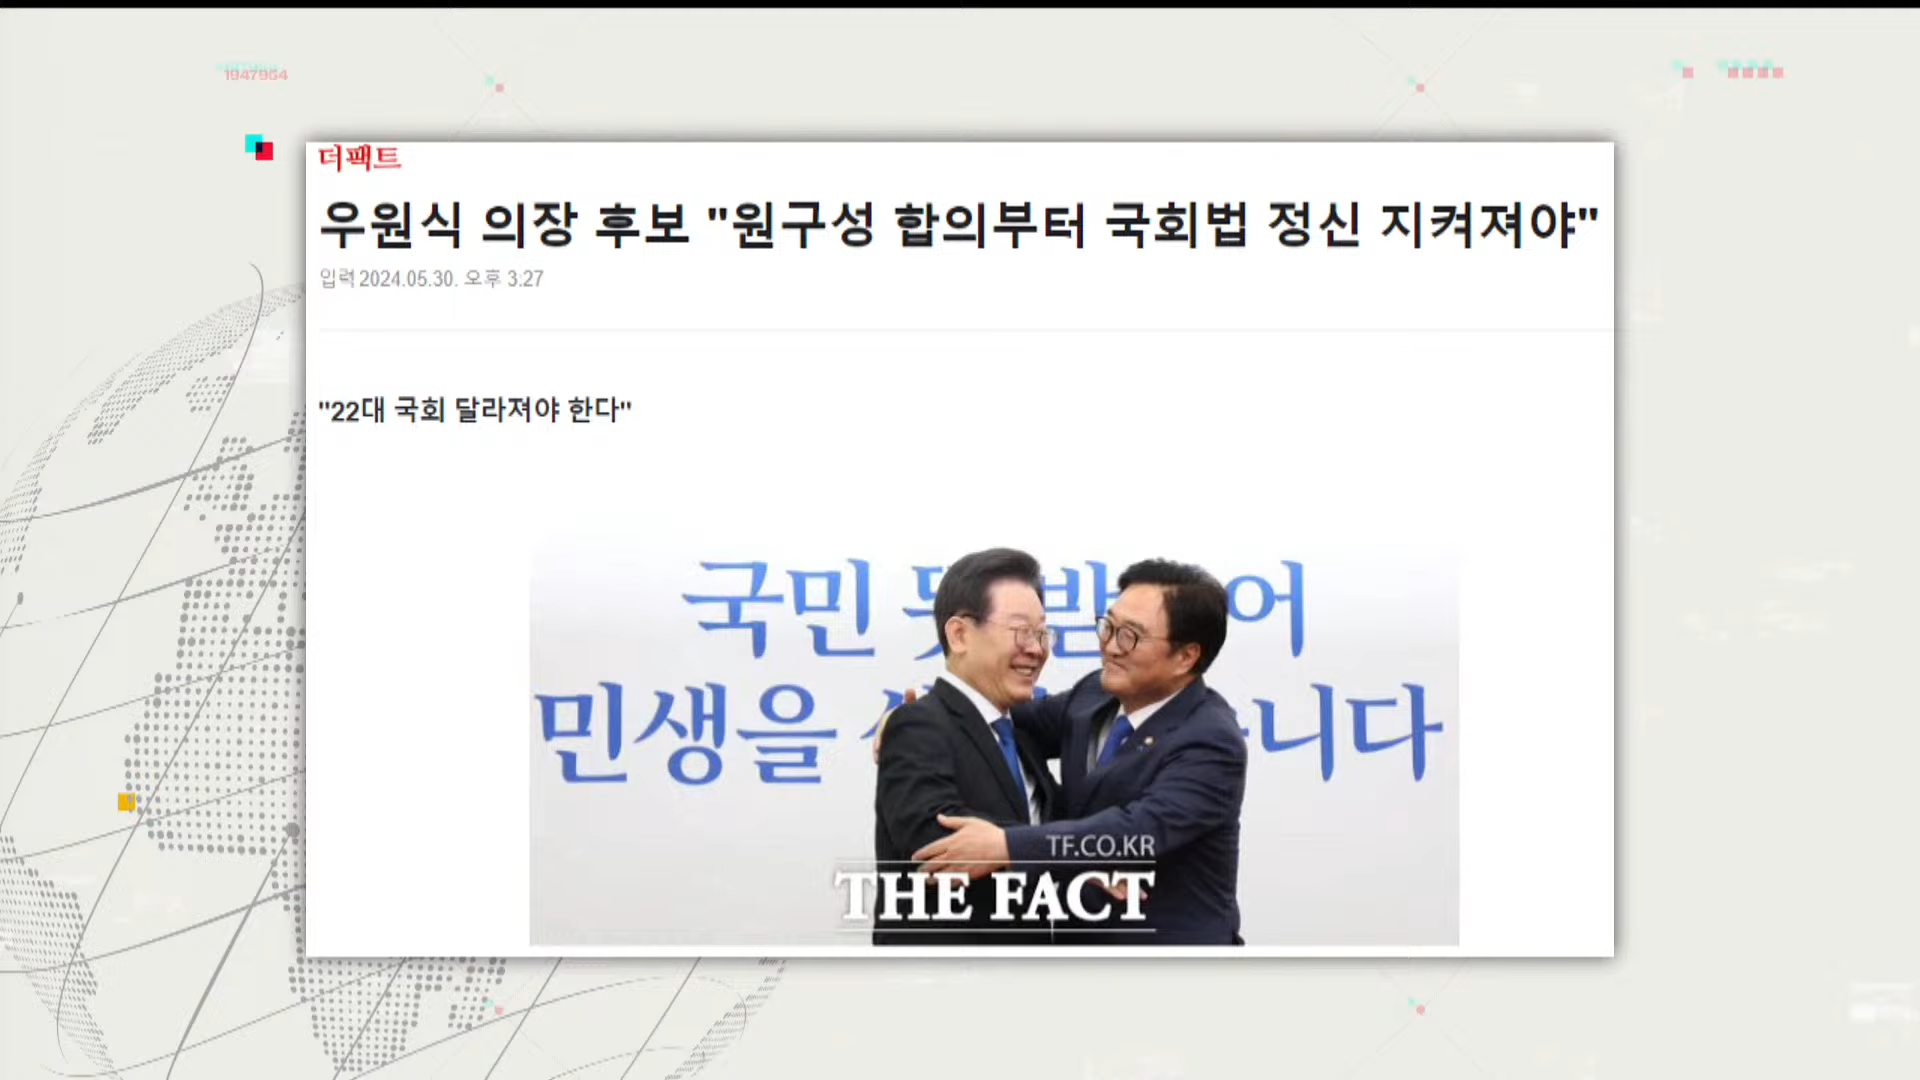 1947954
더팩트
우원식 의장 후보 "원구성 합의부터 국회법 정신 지켜져야"
입력 2024.05.30. 오후 3:27
"22대 국회 달라져야 한다"
국민 어
민생을 니다
TF.CO.KR
THE FACT